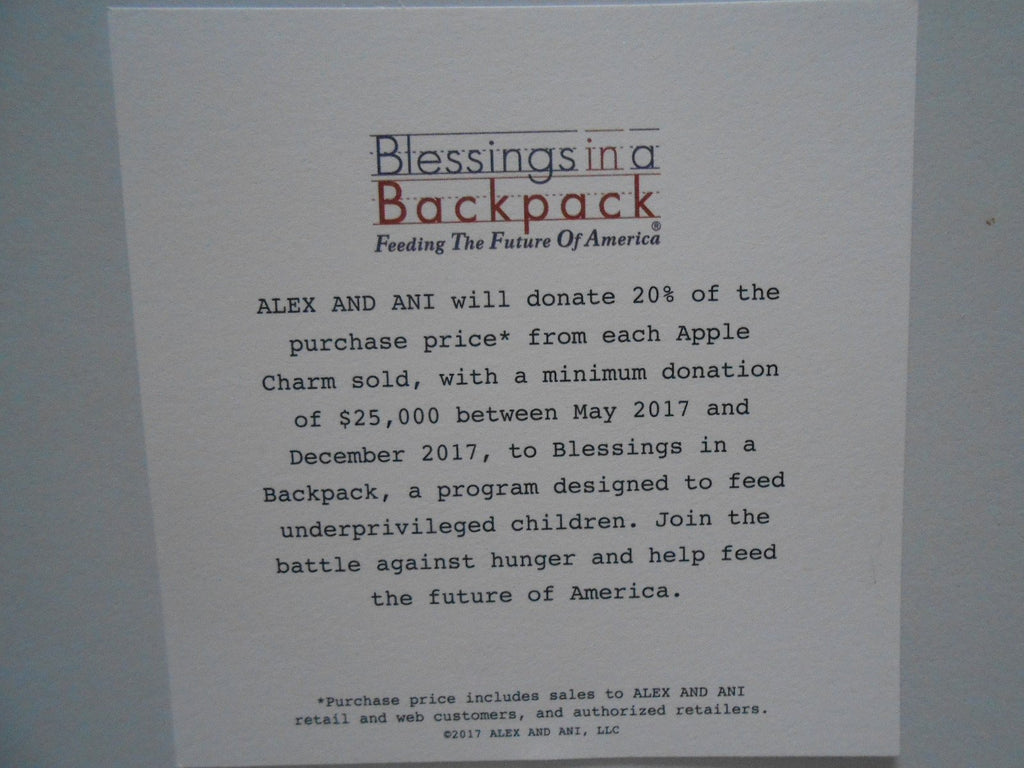 Blessings in a
Backpack®
Feeding The Future Of America
ALEX AND ANI will donate 20% of the
purchase price* from each Apple
Charm sold, with a minimum donation
of $25,000 between May 2017 and
December 2017, to Blessings in a
Backpack, a program designed to feed
underprivileged children. Join the
battle against hunger and help feed
the future of America.
*Purchase price includes sales to ALEX AND ANI
retail and web customers, and authorized retailers.
©2017 ALEX AND ANI, LLC